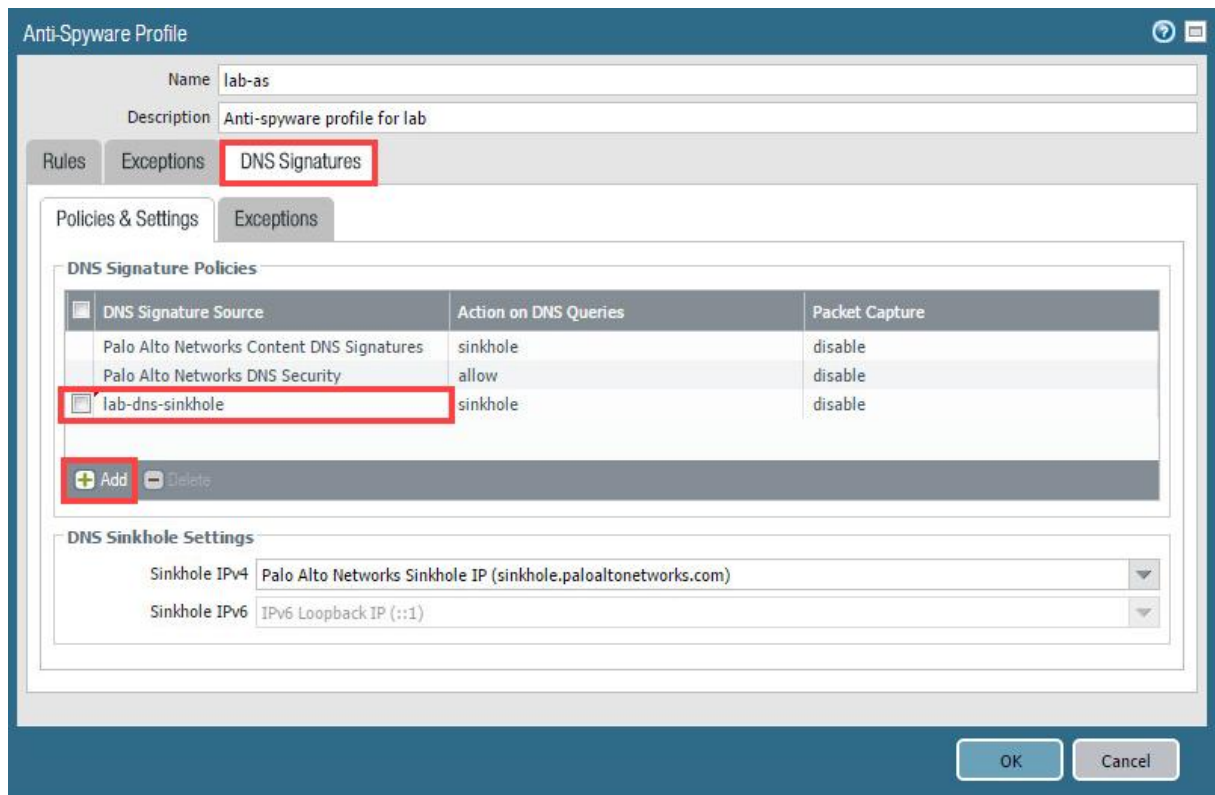 Anti-Spyware Profile
Name lab-as
Description Anti-spyware profile for lab
Rules Exceptions DNS Signatures
Policies & Settings Exceptions
DNS Signature Policies
DNS Signature Source Action on DNS Queries Packet Capture
Palo Alto Networks Content DNS Signatures sinkhole disable
Palo Alto Networks DNS Security allow disable
lab-dns-sinkhole sinkhole disable
Add Delete
DNS Sinkhole Settings
Sinkhole IPv4 Palo Alto Networks Sinkhole IP (sinkhole.paloaltonetworks.com)
Sinkhole IPv6 IPv6 Loopback IP (::1)
OK Cancel